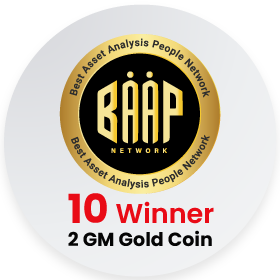 Best Asset Analysis People Network
BÄÄP
NETWORK
Best Asset Analysis People Network
10 Winner
2 GM Gold Coin